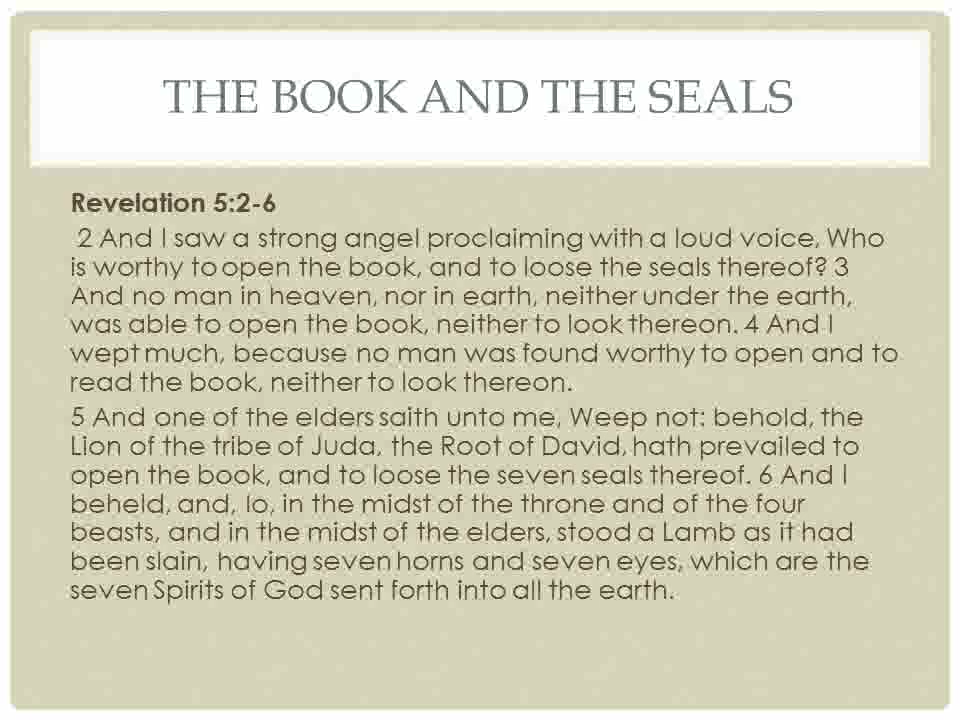 THE BOOK AND THE SEALS
Revelation 5:2-6
2 And I saw a strong angel proclaiming with a loud voice, Who
is worthy to open the book, and to loose the seals thereof? 3
And no man in heaven, nor in earth, neither under the earth,
was able to open the book, neither to look thereon. 4 And I
wept much, because no man was found worthy to open and to
read the book, neither to look thereon.
5 And one of the elders saith unto me, Weep not: behold, the
Lion of the tribe of Juda, the Root of David, hath prevailed to
open the book, and to loose the seven seals thereof. 6 And I
beheld, and, lo, in the midst of the throne and of the four
beasts, and in the midst of the elders, stood a Lamb as it had
been slain, having seven horns and seven eyes, which are the
seven Spirits of God sent forth into all the earth.